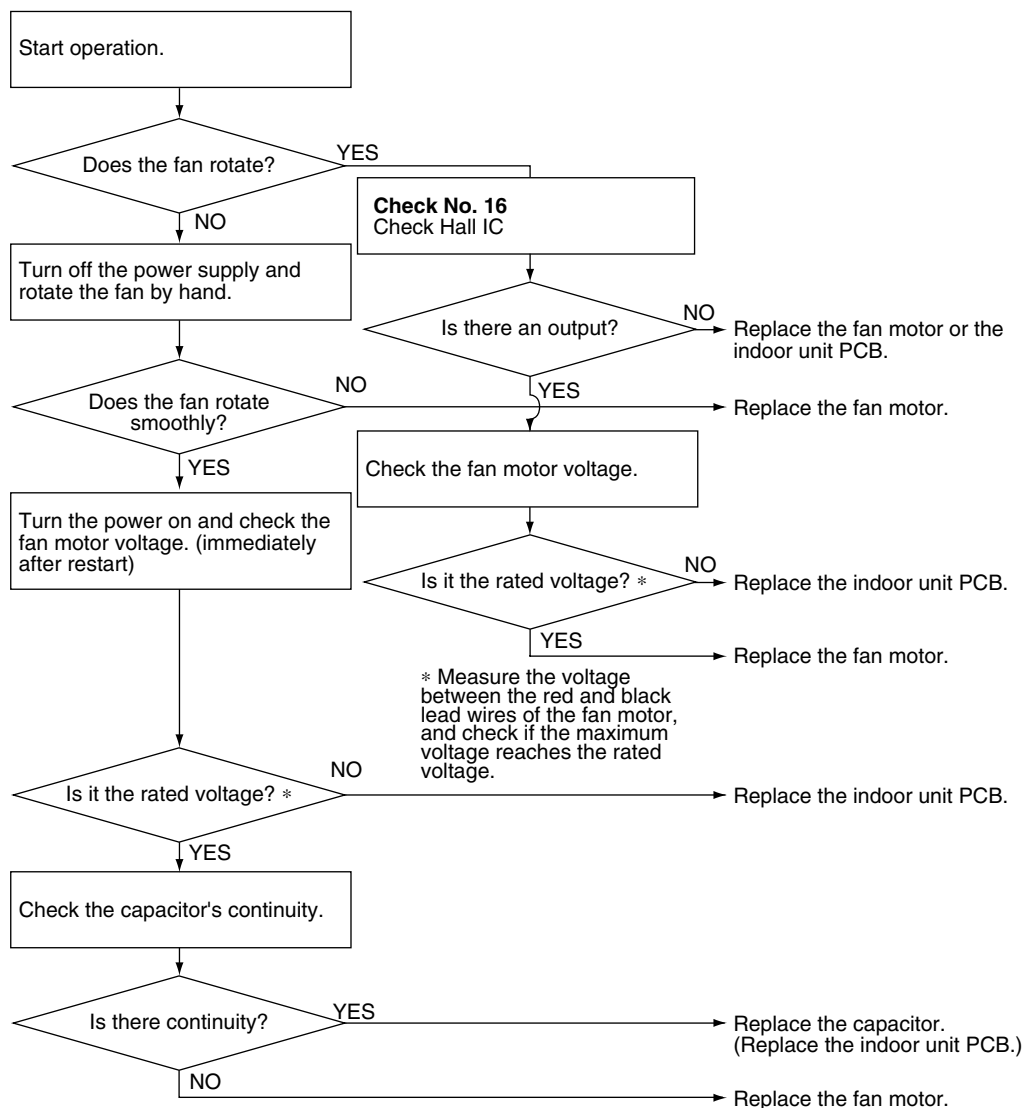 Start operation.
Does the fan rotate?
YES
NO
Check No. 16
Check Hall IC
Turn off the power supply and
rotate the fan by hand.
Is there an output?
NO
Replace the fan motor or the
indoor unit PCB.
YES
Does the fan rotate
smoothly?
NO
Replace the fan motor.
YES
Check the fan motor voltage.
Turn the power on and check the
fan motor voltage. (immediately
after restart)
Is it the rated voltage? *
NO
Replace the indoor unit PCB.
YES
Replace the fan motor.
* Measure the voltage
between the red and black
lead wires of the fan motor,
and check if the maximum
voltage reaches the rated
voltage.
Is it the rated voltage? *
NO
Replace the indoor unit PCB.
YES
Check the capacitor's continuity.
Is there continuity?
YES
Replace the capacitor.
(Replace the indoor unit PCB.)
NO
Replace the fan motor.